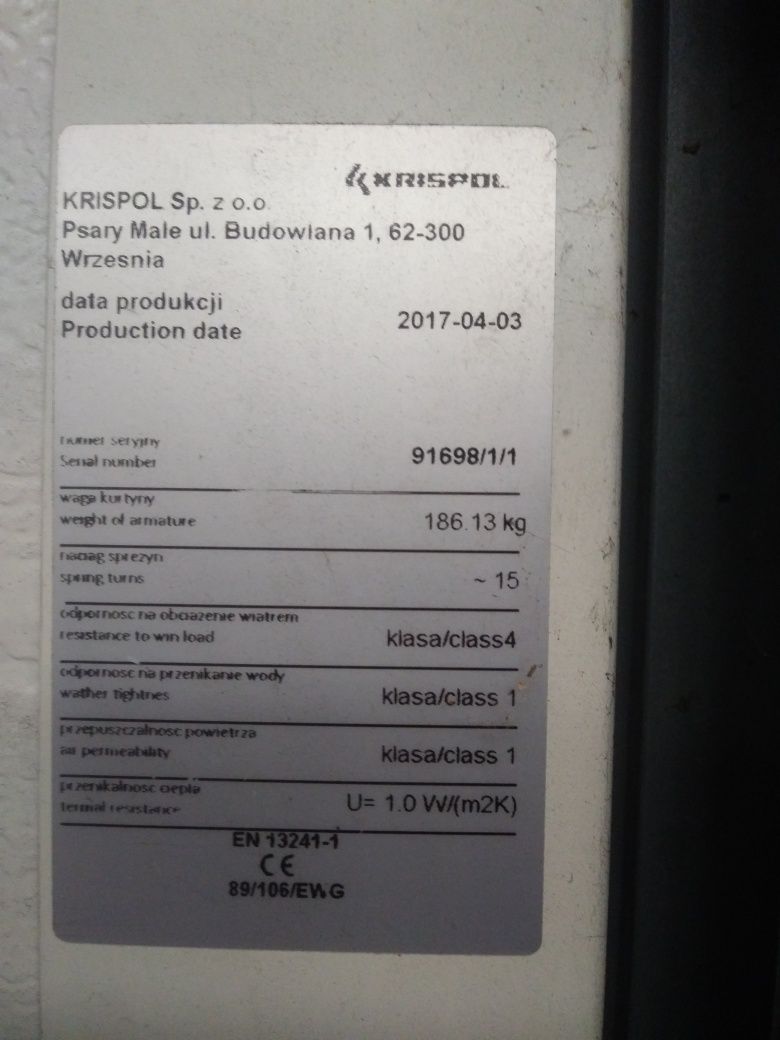 KRISPOL
KRISPOL Sp. z o.o.
Psary Male ul. Budowlana 1, 62-300
Wrzesnia
data produkcji
Production date 2017-04-03
numer seryjny
Serial number 91698/1/1
waga kurtyny
weight of armature 186.13 kg
naciag sprezyn
spring turns ~ 15
odpornosc na obciazenie wiatrem
resistance to win load klasa/class4
odpornosc na przenikanie wody
wather tightnes klasa/class 1
przepuszczalnosc powietrza
air permeability klasa/class 1
przenikalnosc ciepla
termal resistance U= 1.0 W/(m2K)
EN 13241-1
CE
89/106/EWG